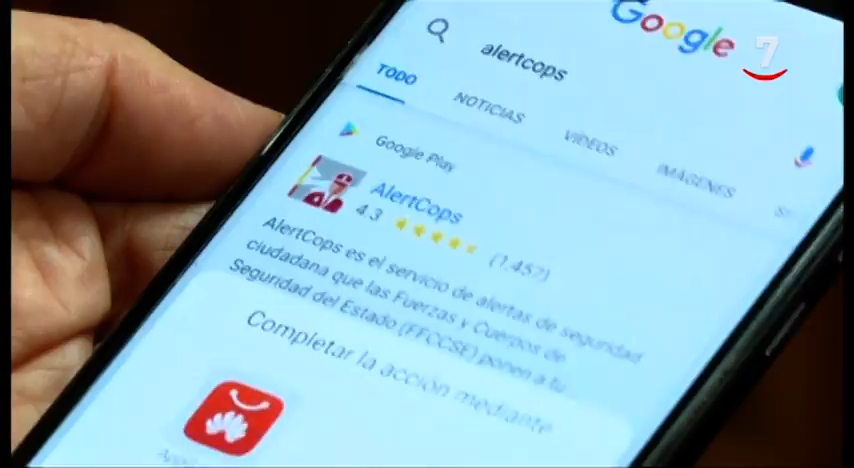 Google
7
alertcops
TODO
NOTICIAS
VÍDEOS
IMÁGENES
Google Play
AlertCops
4.3
(1.457)
AlertCops es el servicio de alertas de seguridad
ciudadana que las Fuerzas y Cuerpos de
Seguridad del Estado (FFCCSE) ponen a tu
Completar la acción mediante